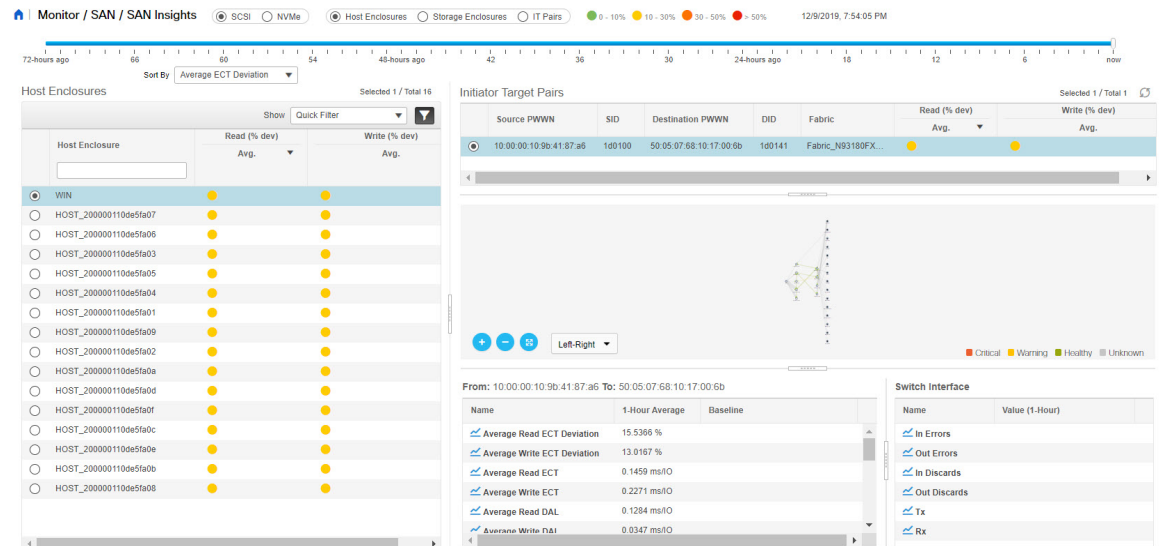 Monitor / SAN / SAN Insights SCSI NVMe Host Enclosures Storage Enclosures IT Pairs 0 - 10% 10 - 30% 30 - 50% > 50% 12/9/2019, 7:54:05 PM
72-hours ago 66 60 54 48-hours ago 42 36 30 24-hours ago 18 12 6 now
Sort By Average ECT Deviation
Host Enclosures Selected 1 / Total 16
Show Quick Filter
Host Enclosure Read (% dev) Write (% dev)
Avg. Avg.
WIN
HOST_200000110de5fa07
HOST_200000110de5fa06
HOST_200000110de5fa03
HOST_200000110de5fa05
HOST_200000110de5fa04
HOST_200000110de5fa01
HOST_200000110de5fa09
HOST_200000110de5fa02
HOST_200000110de5fa0a
HOST_200000110de5fa0d
HOST_200000110de5fa0f
HOST_200000110de5fa0c
HOST_200000110de5fa0e
HOST_200000110de5fa0b
HOST_200000110de5fa08
Initiator Target Pairs Selected 1 / Total 1
Source PWWN SID Destination PWWN DID Fabric Read (% dev) Write (% dev)
Avg. Avg.
10:00:00:10:9b:41:87:a6 1d0100 50:05:07:68:10:17:00:6b 1d0141 Fabric_N93180FX...
Left-Right
Critical Warning Healthy Unknown
From: 10:00:00:10:9b:41:87:a6 To: 50:05:07:68:10:17:00:6b
Name 1-Hour Average Baseline
Average Read ECT Deviation 15.5366 %
Average Write ECT Deviation 13.0167 %
Average Read ECT 0.1459 ms/IO
Average Write ECT 0.2271 ms/IO
Average Read DAL 0.1284 ms/IO
Average Write DAL 0.0347 ms/IO
Switch Interface
Name Value (1-Hour)
In Errors
Out Errors
In Discards
Out Discards
Tx
Rx